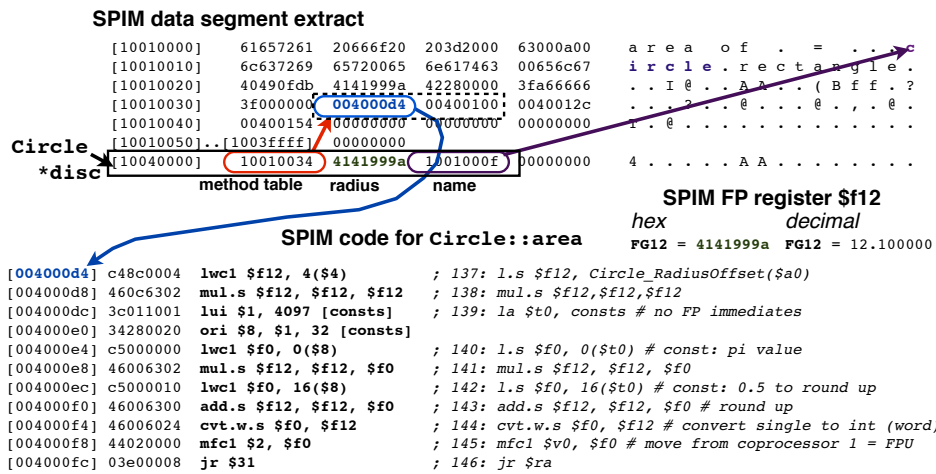 SPIM data segment extract
[10010000] 61657261 20666f20 203d2000 63000a00 a r e a o f . = . . . c
[10010010] 6c637269 65720065 6e617463 00656c67 i r c l e . r e c t a n g l e .
[10010020] 40490fdb 4141999a 42280000 3fa66666 . . I @ . . A A . . ( B f f . ?
[10010030] 3f000000 004000d4 00400100 0040012c . . . ? . . @ . . . @ . , . @ .
[10010040] 00400154 00000000 00000000 00000000 T . @ . . . . . . . . . . . . .
[10010050]..[1003ffff] 00000000
Circle *disc
[10040000] 10010034 4141999a 1001000f 00000000 4 . . . . . A A . . . . . . . .
method table radius name
SPIM FP register $f12
hex decimal
FG12 = 4141999a FG12 = 12.100000
SPIM code for Circle::area
[004000d4] c48c0004 lwc1 $f12, 4($4) ; 137: l.s $f12, Circle_RadiusOffset($a0)
[004000d8] 460c6302 mul.s $f12, $f12, $f12 ; 138: mul.s $f12,$f12,$f12
[004000dc] 3c011001 lui $1, 4097 [consts] ; 139: la $t0, consts # no FP immediates
[004000e0] 34280020 ori $8, $1, 32 [consts]
[004000e4] c5000000 lwc1 $f0, 0($8) ; 140: l.s $f0, 0($t0) # const: pi value
[004000e8] 46006302 mul.s $f12, $f12, $f0 ; 141: mul.s $f12, $f12, $f0
[004000ec] c5000010 lwc1 $f0, 16($8) ; 142: l.s $f0, 16($t0) # const: 0.5 to round up
[004000f0] 46006300 add.s $f12, $f12, $f0 ; 143: add.s $f12, $f12, $f0 # round up
[004000f4] 46006024 cvt.w.s $f0, $f12 ; 144: cvt.w.s $f0, $f12 # convert single to int (word)
[004000f8] 44020000 mfc1 $2, $f0 ; 145: mfc1 $v0, $f0 # move from coprocessor 1 = FPU
[004000fc] 03e00008 jr $31 ; 146: jr $ra